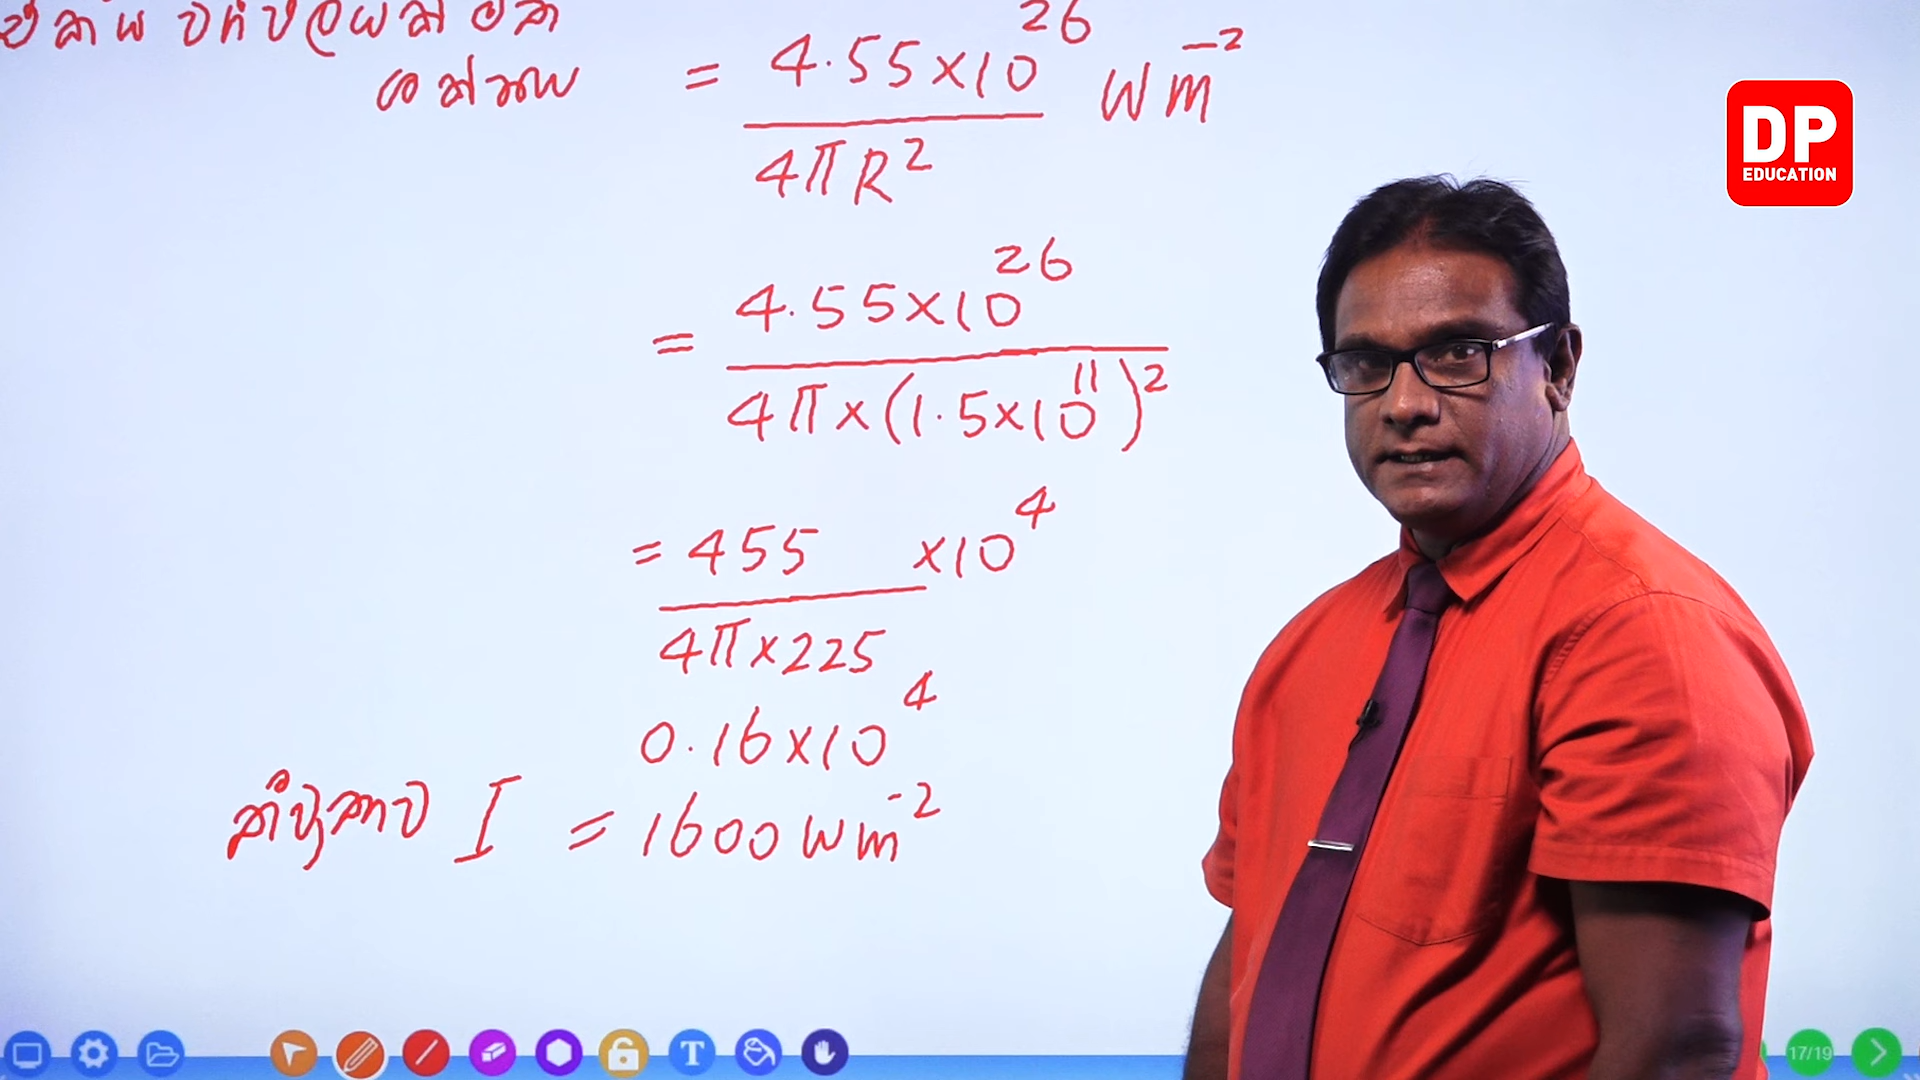 = 4.55×10²⁶ Wm⁻²
4πR²
= 4.55×10²⁶
4π×(1.5×10¹¹)²
= 455 ×10⁴
4π×225
0.16×10⁴
I = 1600 Wm⁻²
DP
EDUCATION
T
17/19